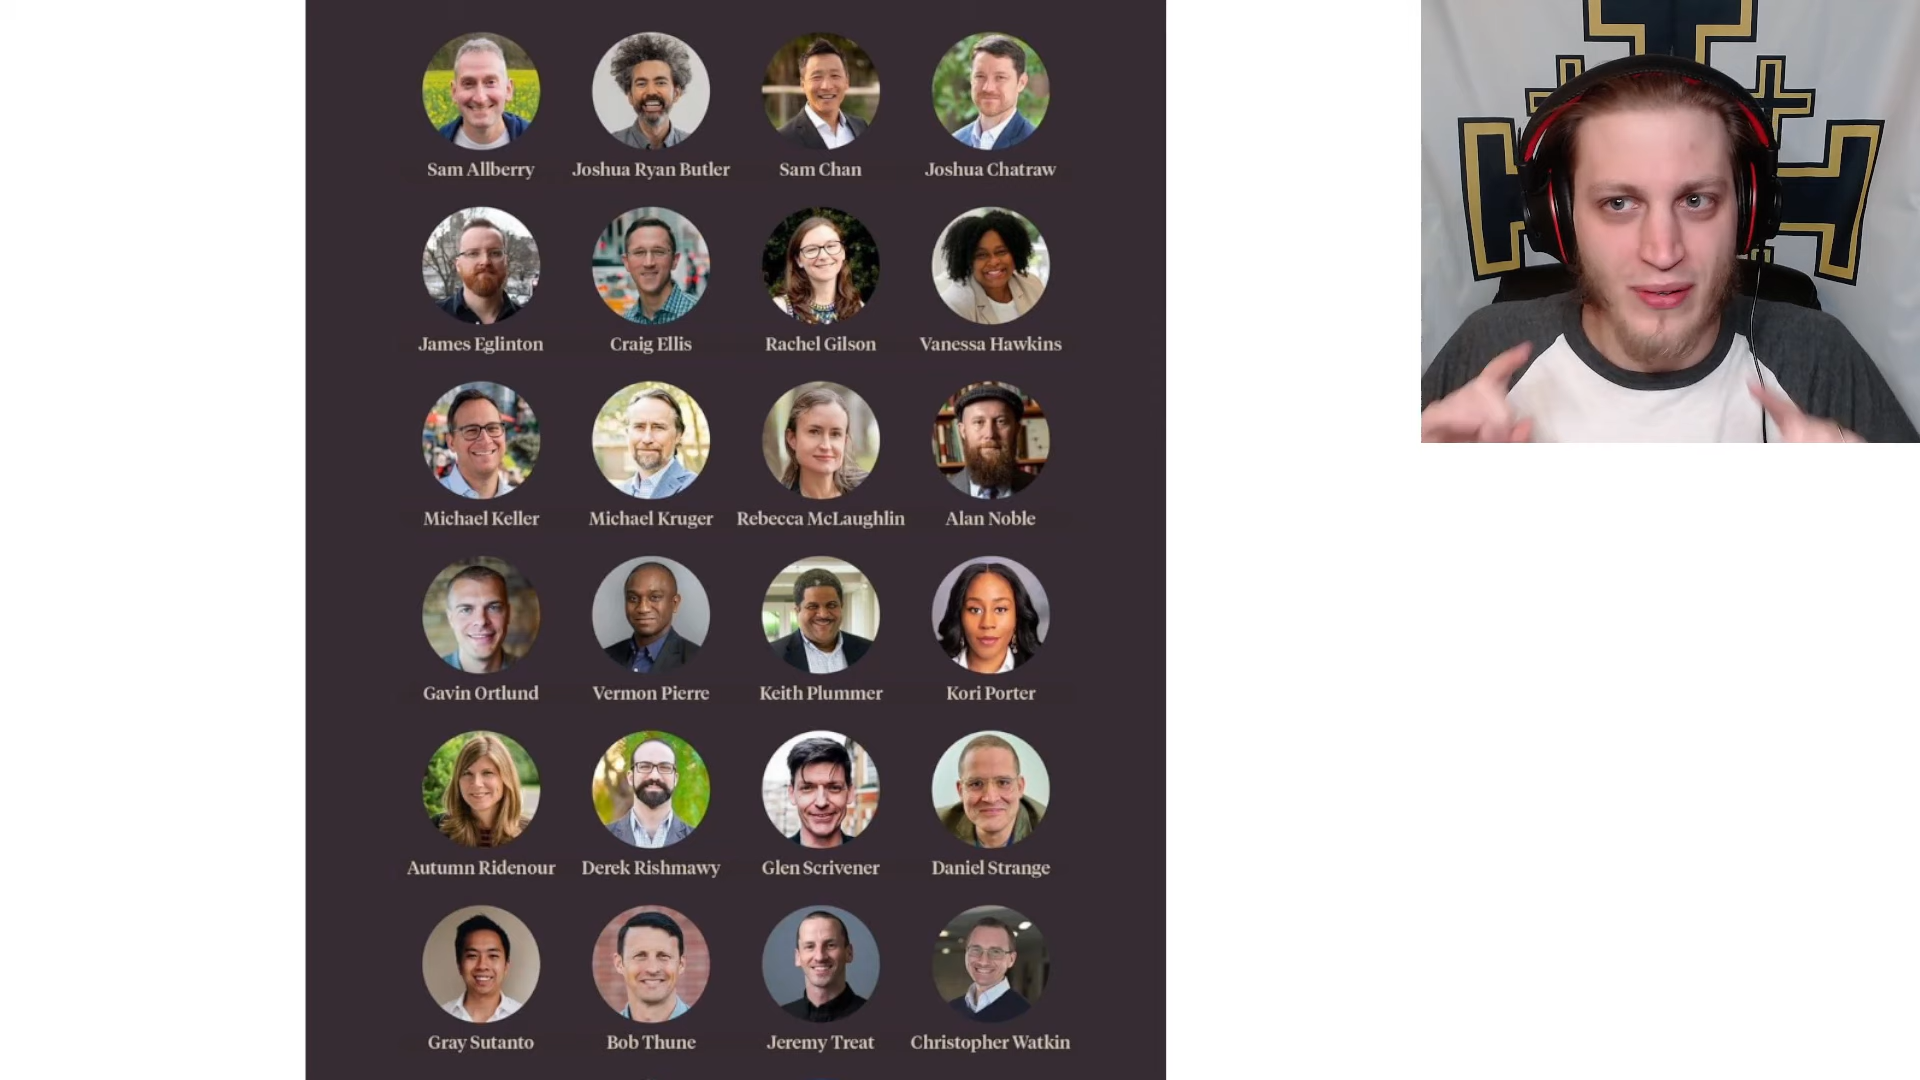 Sam Allberry
Joshua Ryan Butler
Sam Chan
Joshua Chatraw
James Eglinton
Craig Ellis
Rachel Gilson
Vanessa Hawkins
Michael Keller
Michael Kruger
Rebecca McLaughlin
Alan Noble
Gavin Ortlund
Vermon Pierre
Keith Plummer
Kori Porter
Autumn Ridenour
Derek Rishmawy
Glen Scrivener
Daniel Strange
Gray Sutanto
Bob Thune
Jeremy Treat
Christopher Watkin